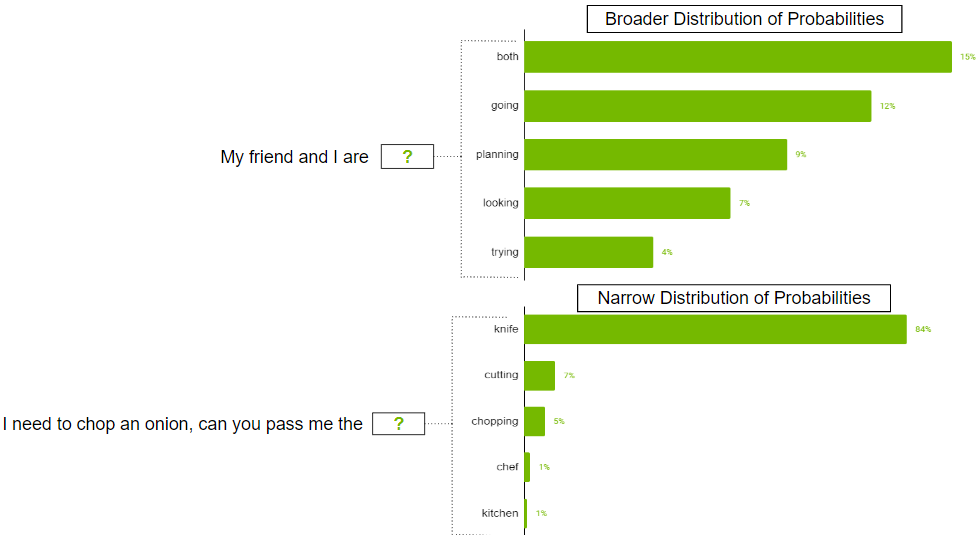 Broader Distribution of Probabilities
both 15%
going 12%
My friend and I are ?
planning 9%
looking 7%
trying 4%
Narrow Distribution of Probabilities
knife 84%
cutting 7%
I need to chop an onion, can you pass me the ?
chopping 5%
chef 1%
kitchen 1%